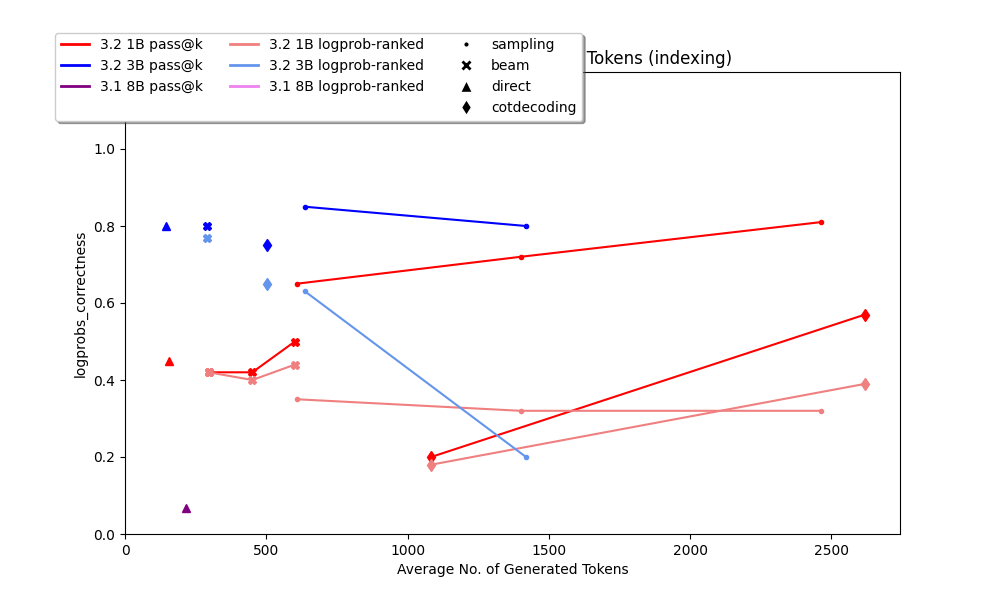 Tokens (indexing)
3.2 1B pass@k
3.2 3B pass@k
3.1 8B pass@k
3.2 1B logprob-ranked
3.2 3B logprob-ranked
3.1 8B logprob-ranked
sampling
beam
direct
cotdecoding
logprobs_correctness
1.0
0.8
0.6
0.4
0.2
0.0
0
500
1000
1500
2000
2500
Average No. of Generated Tokens